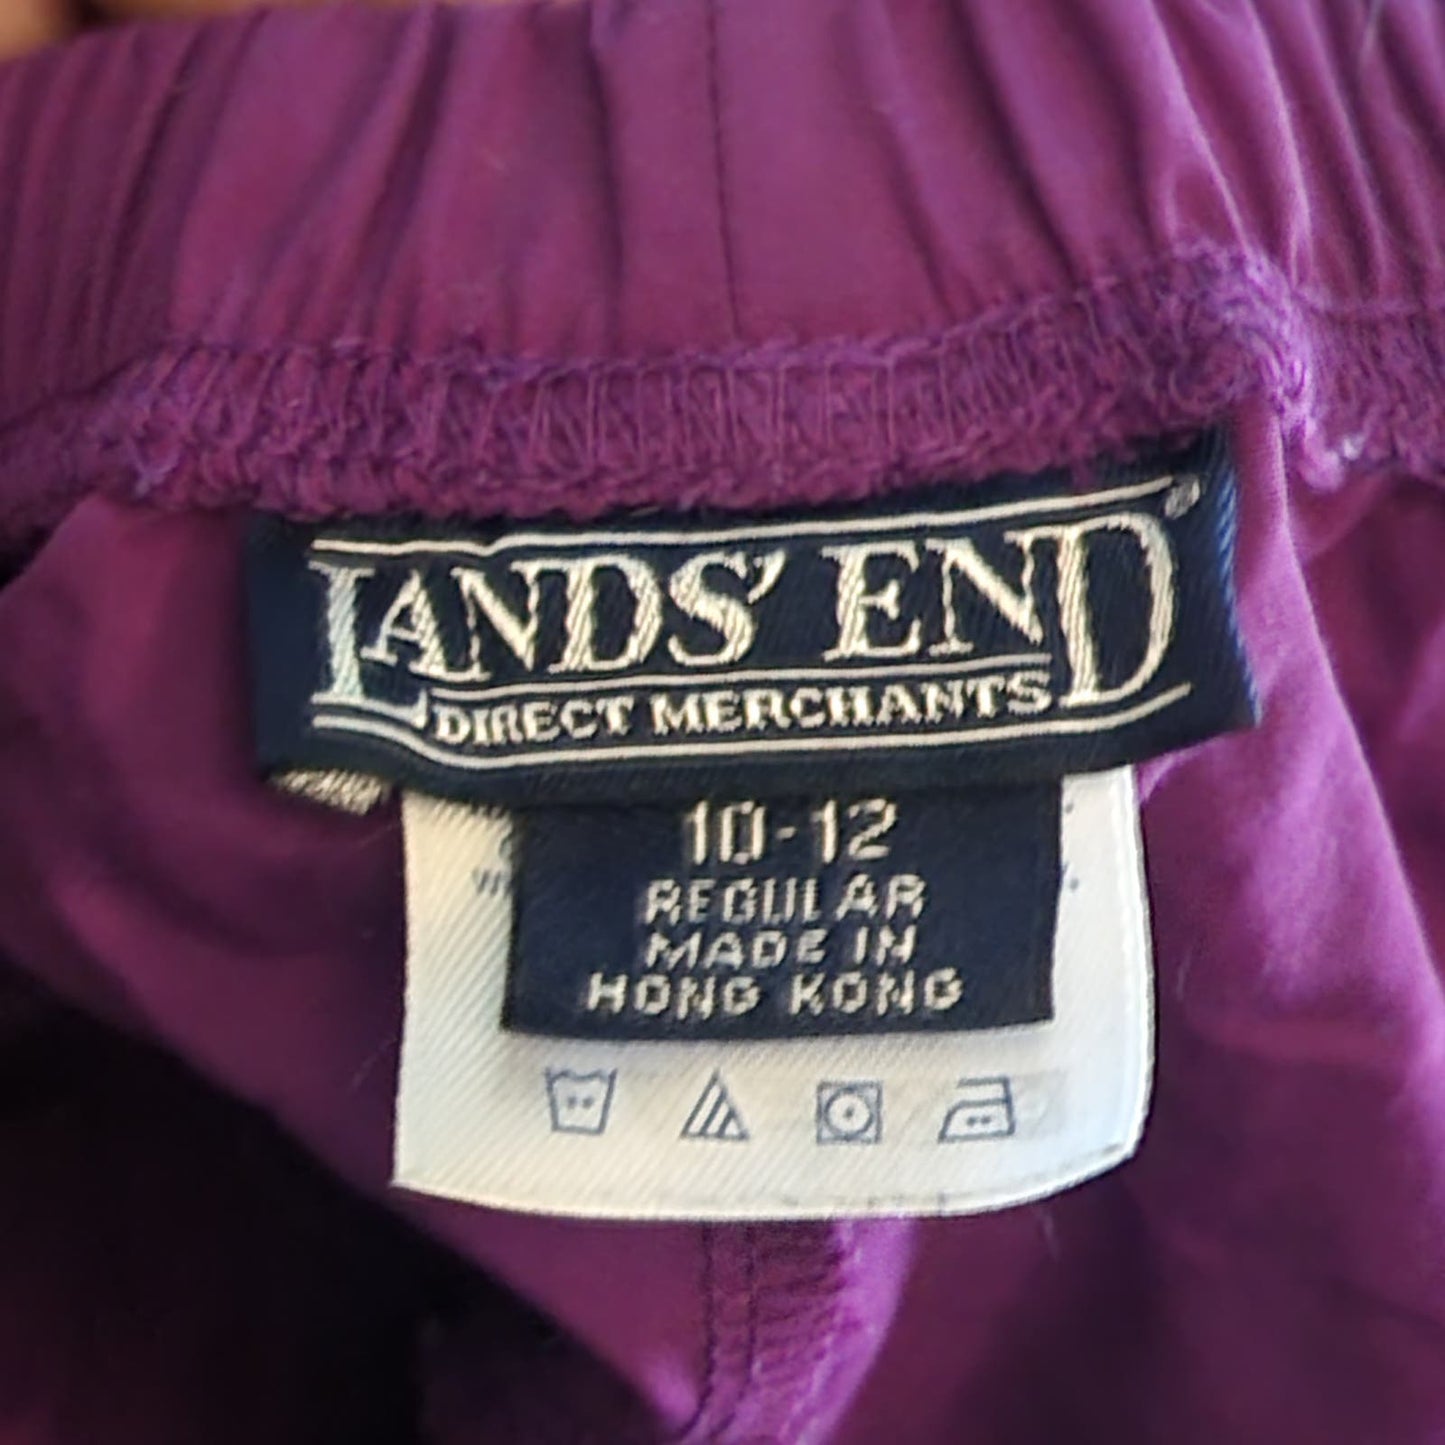 LANDS' END®
DIRECT MERCHANTS
10-12
REGULAR
MADE IN
HONG KONG